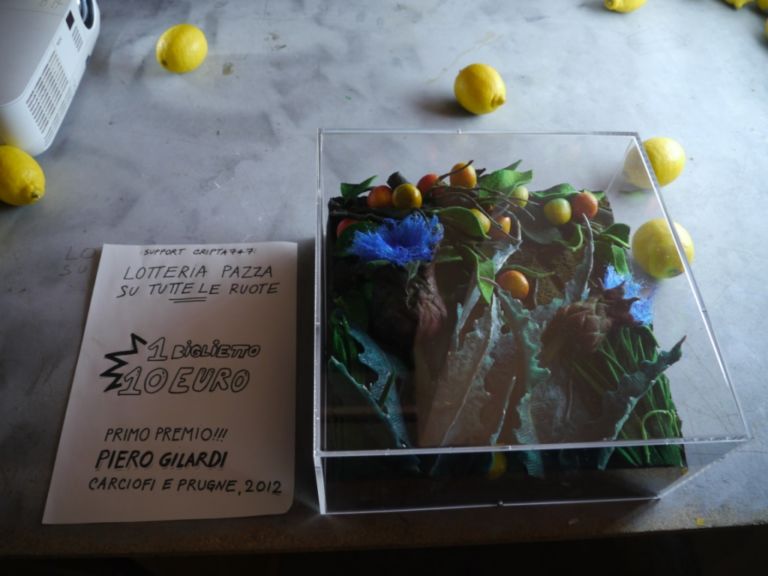 SUPPORT CRIPTA747:
LOTTERIA PAZZA
SU TUTTE LE RUOTE
1 BIGLIETTO
10 EURO
PRIMO PREMIO!!!
PIERO GILARDI
CARCIOFI E PRUGNE, 2012